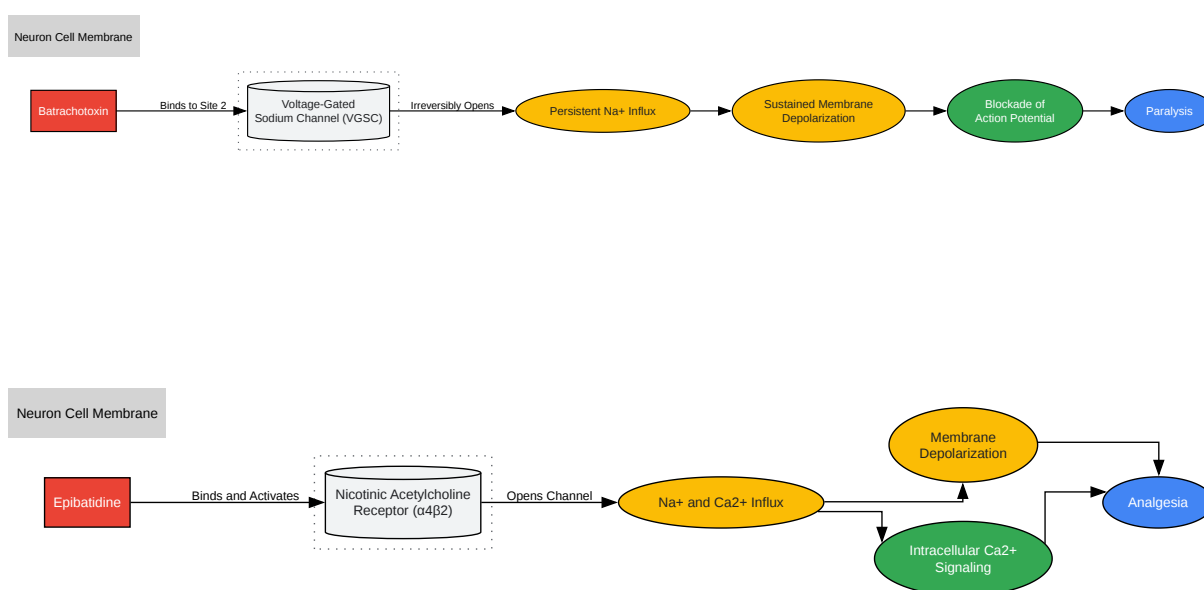 Neuron Cell Membrane
Batrachotoxin
Binds to Site 2
Voltage-Gated
Sodium Channel (VGSC)
Irreversibly Opens
Persistent Na+ Influx
Sustained Membrane
Depolarization
Blockade of
Action Potential
Paralysis
Neuron Cell Membrane
Epibatidine
Binds and Activates
Nicotinic Acetylcholine
Receptor (α4β2)
Opens Channel
Na+ and Ca2+ Influx
Membrane
Depolarization
Intracellular Ca2+
Signaling
Analgesia